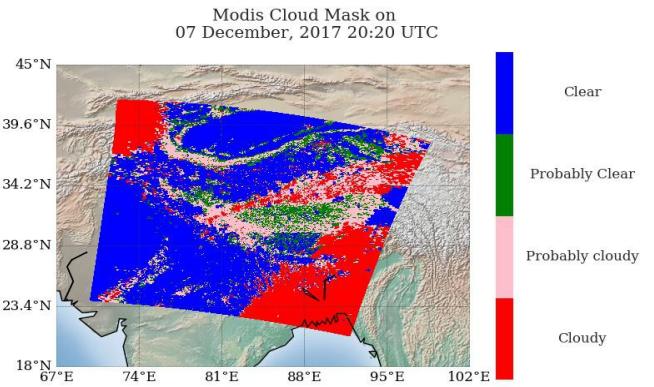 Modis Cloud Mask on
07 December, 2017 20:20 UTC
45°N
39.6°N
34.2°N
28.8°N
23.4°N
18°N
67°E 74°E 81°E 88°E 95°E 102°E
Clear
Probably Clear
Probably cloudy
Cloudy